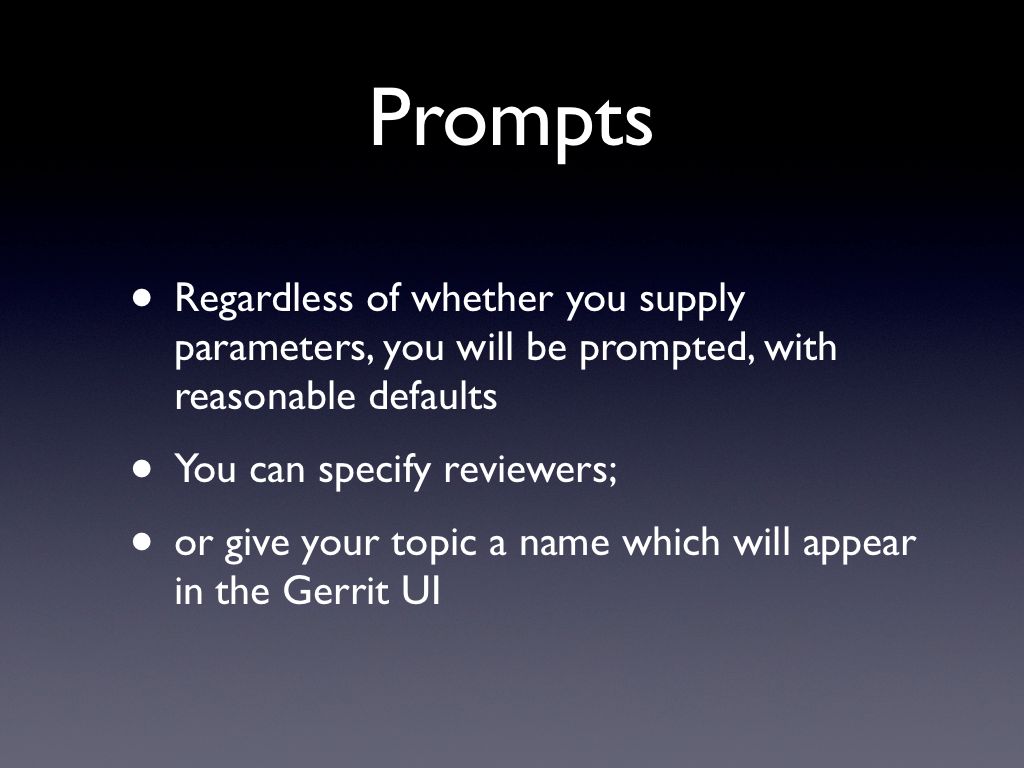 Prompts
• Regardless of whether you supply
parameters, you will be prompted, with
reasonable defaults
• You can specify reviewers;
• or give your topic a name which will appear
in the Gerrit UI